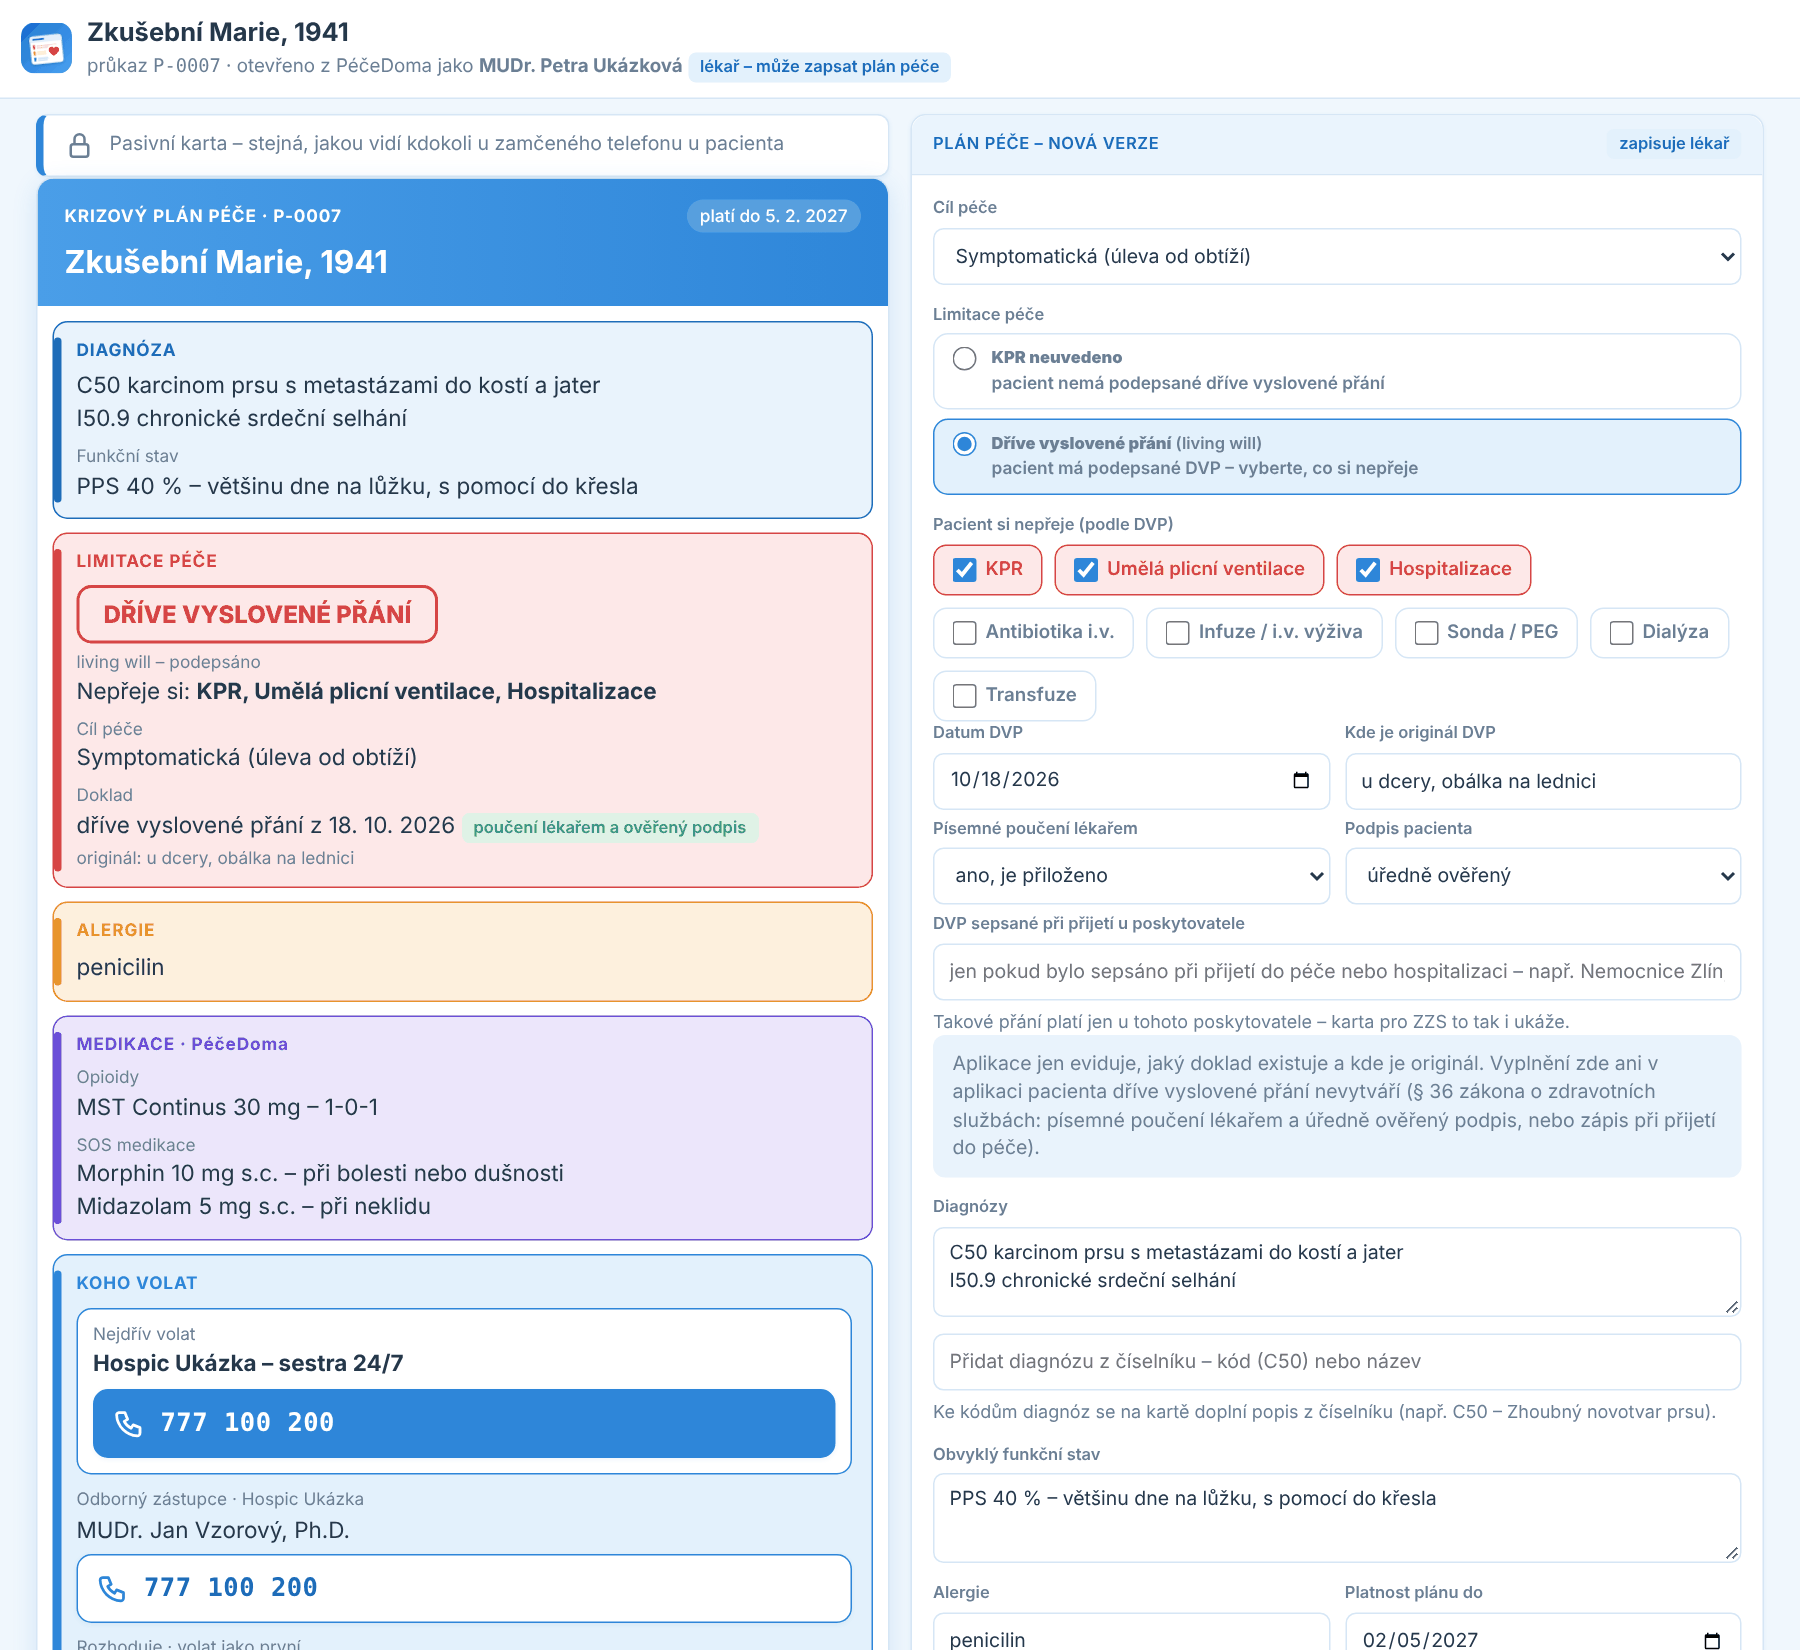 Zkušební Marie, 1941
průkaz P-0007 · otevřeno z PéčeDoma jako MUDr. Petra Ukázková lékař – může zapsat plán péče
Pasivní karta – stejná, jakou vidí kdokoli u zamčeného telefonu u pacienta
KRIZOVÝ PLÁN PÉČE · P-0007
platí do 5. 2. 2027
Zkušební Marie, 1941
DIAGNÓZA
C50 karcinom prsu s metastázami do kostí a jater
I50.9 chronické srdeční selhání
Funkční stav
PPS 40 % – většinu dne na lůžku, s pomocí do křesla
LIMITACE PÉČE
DŘÍVE VYSLOVENÉ PŘÁNÍ
living will – podepsáno
Nepřeje si: KPR, Umělá plicní ventilace, Hospitalizace
Cíl péče
Symptomatická (úleva od obtíží)
Doklad
dříve vyslovené přání z 18. 10. 2026 poučení lékařem a ověřený podpis
originál: u dcery, obálka na lednici
ALERGIE
penicilin
MEDIKACE · PéčeDoma
Opioidy
MST Continus 30 mg – 1-0-1
SOS medikace
Morphin 10 mg s.c. – při bolesti nebo dušnosti
Midazolam 5 mg s.c. – při neklidu
KOHO VOLAT
Nejdřív volat
Hospic Ukázka – sestra 24/7
777 100 200
Odborný zástupce · Hospic Ukázka
MUDr. Jan Vzorový, Ph.D.
777 100 200
Rozhoduje · volat jako první
PLÁN PÉČE – NOVÁ VERZE
zapisuje lékař
Cíl péče
Symptomatická (úleva od obtíží)
Limitace péče
KPR neuvedeno
pacient nemá podepsané dříve vyslovené přání
Dříve vyslovené přání (living will)
pacient má podepsané DVP – vyberte, co si nepřeje
Pacient si nepřeje (podle DVP)
KPR
Umělá plicní ventilace
Hospitalizace
Antibiotika i.v.
Infuze / i.v. výživa
Sonda / PEG
Dialýza
Transfuze
Datum DVP
Kde je originál DVP
10/18/2026
u dcery, obálka na lednici
Písemné poučení lékařem
Podpis pacienta
ano, je přiloženo
úředně ověřený
DVP sepsané při přijetí u poskytovatele
jen pokud bylo sepsáno při přijetí do péče nebo hospitalizaci – např. Nemocnice Zlín
Takové přání platí jen u tohoto poskytovatele – karta pro ZZS to tak i ukáže.
Aplikace jen eviduje, jaký doklad existuje a kde je originál. Vyplnění zde ani v
aplikaci pacienta dříve vyslovené přání nevytváří (§ 36 zákona o zdravotních
službách: písemné poučení lékařem a úředně ověřený podpis, nebo zápis při přijetí
do péče).
Diagnózy
C50 karcinom prsu s metastázami do kostí a jater
I50.9 chronické srdeční selhání
Přidat diagnózu z číselníku – kód (C50) nebo název
Ke kódům diagnóz se na kartě doplní popis z číselníku (např. C50 – Zhoubný novotvar prsu).
Obvyklý funkční stav
PPS 40 % – většinu dne na lůžku, s pomocí do křesla
Alergie
Platnost plánu do
penicilin
02/05/2027